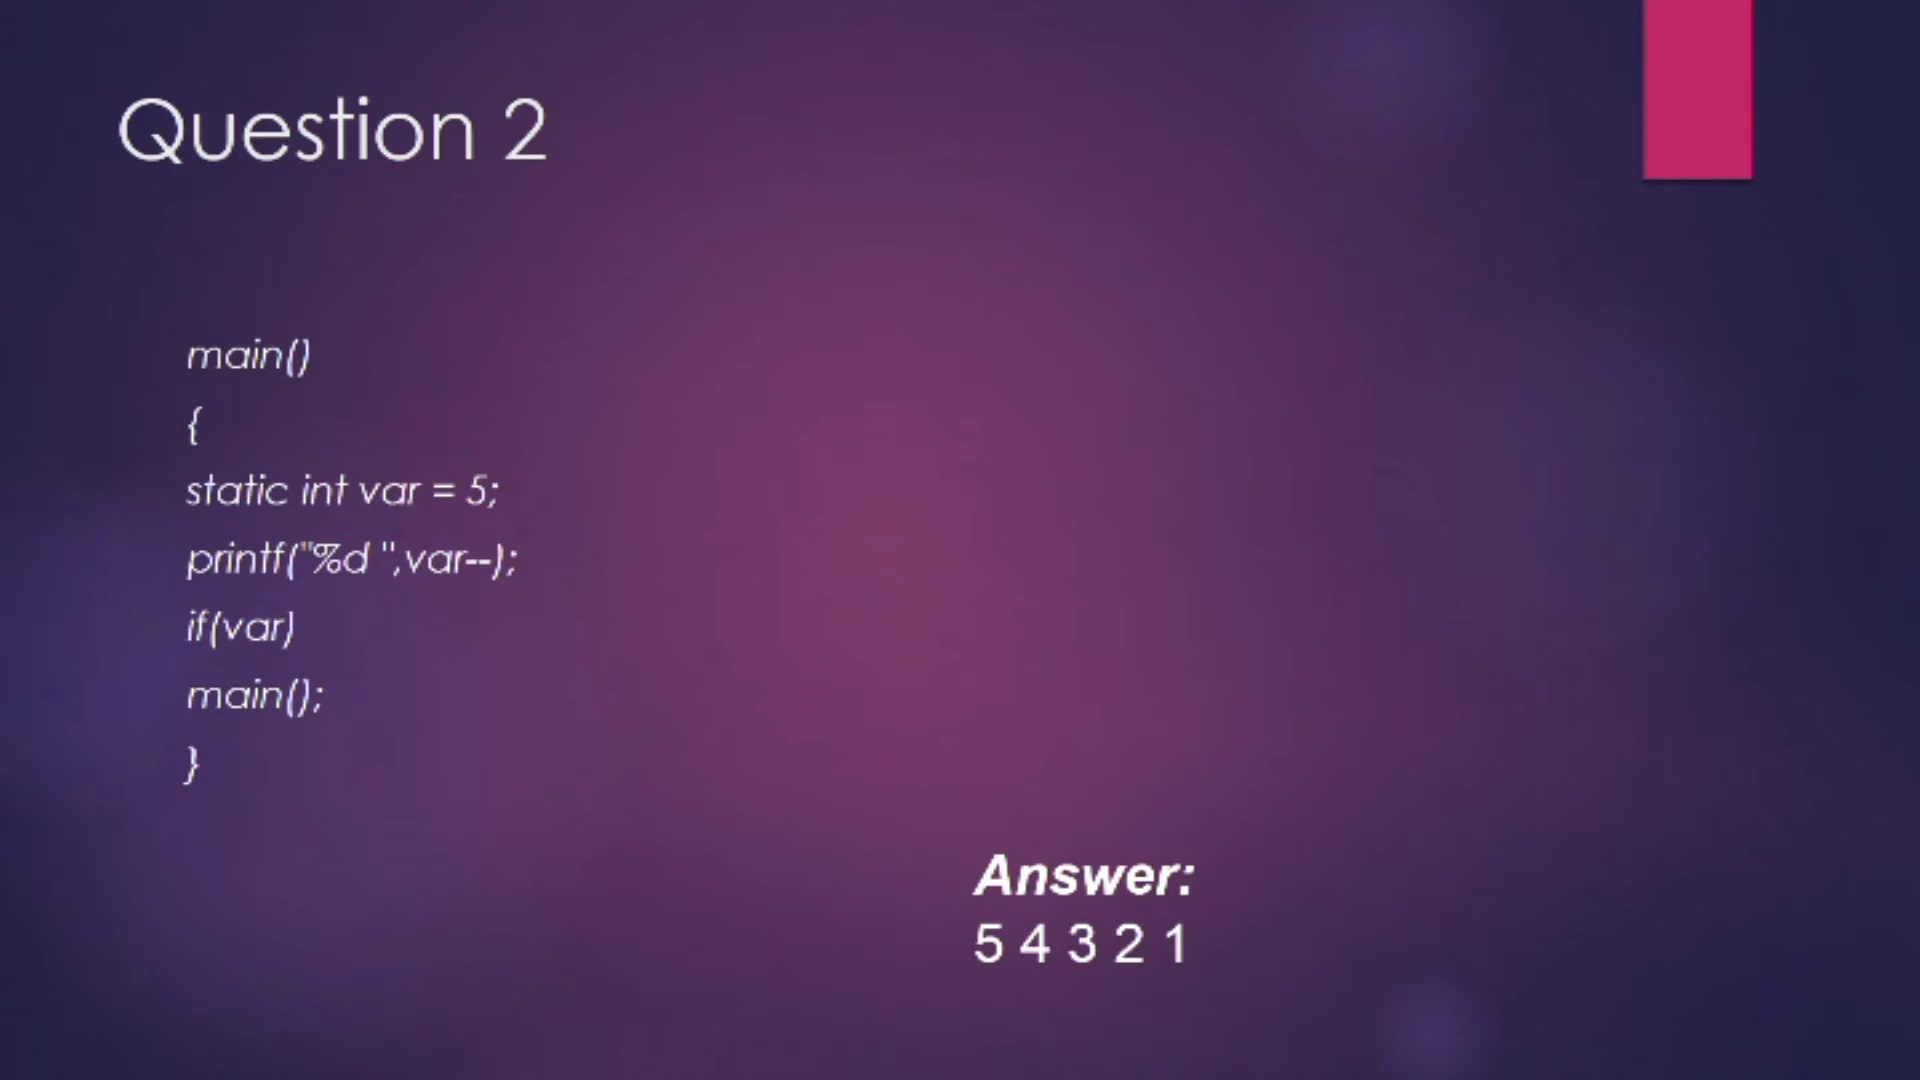 Question 2
main()
{
static int var = 5;
printf("%d ",var--);
if(var)
main();
}
Answer:
5 4 3 2 1